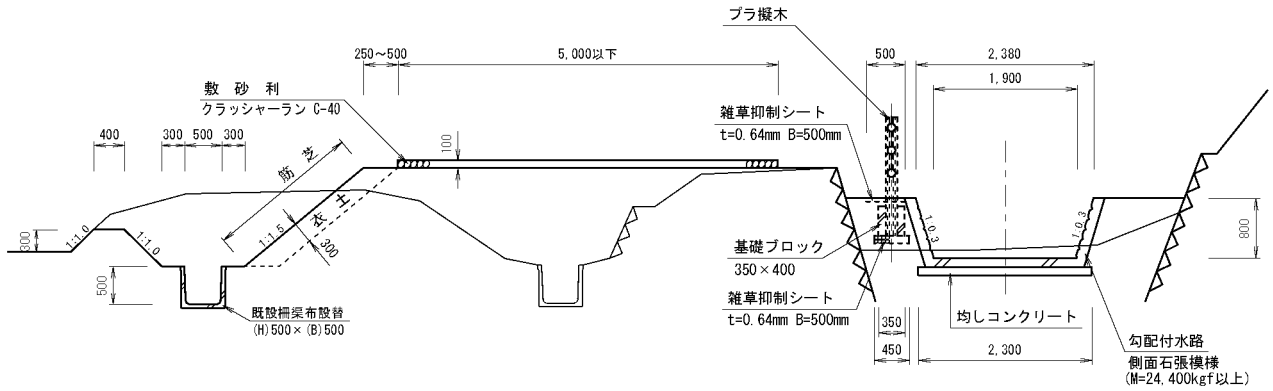 プラ擬木
250～500
5,000以下
500
2,380
1,900
敷 砂 利
クラッシャーラン C-40
雑草抑制シート
t=0.64mm B=500mm
400
300
500
300
100
筋 芝
衣 土
1:1.5
300
300
1:1.0
1:1.0
500
既設柵渠布設替
(H)500×(B)500
1:0.3
1:0.3
800
基礎ブロック
350×400
雑草抑制シート
t=0.64mm B=500mm
350
450
均しコンクリート
2,300
勾配付水路
側面石張模様
(M=24,400kgf以上)